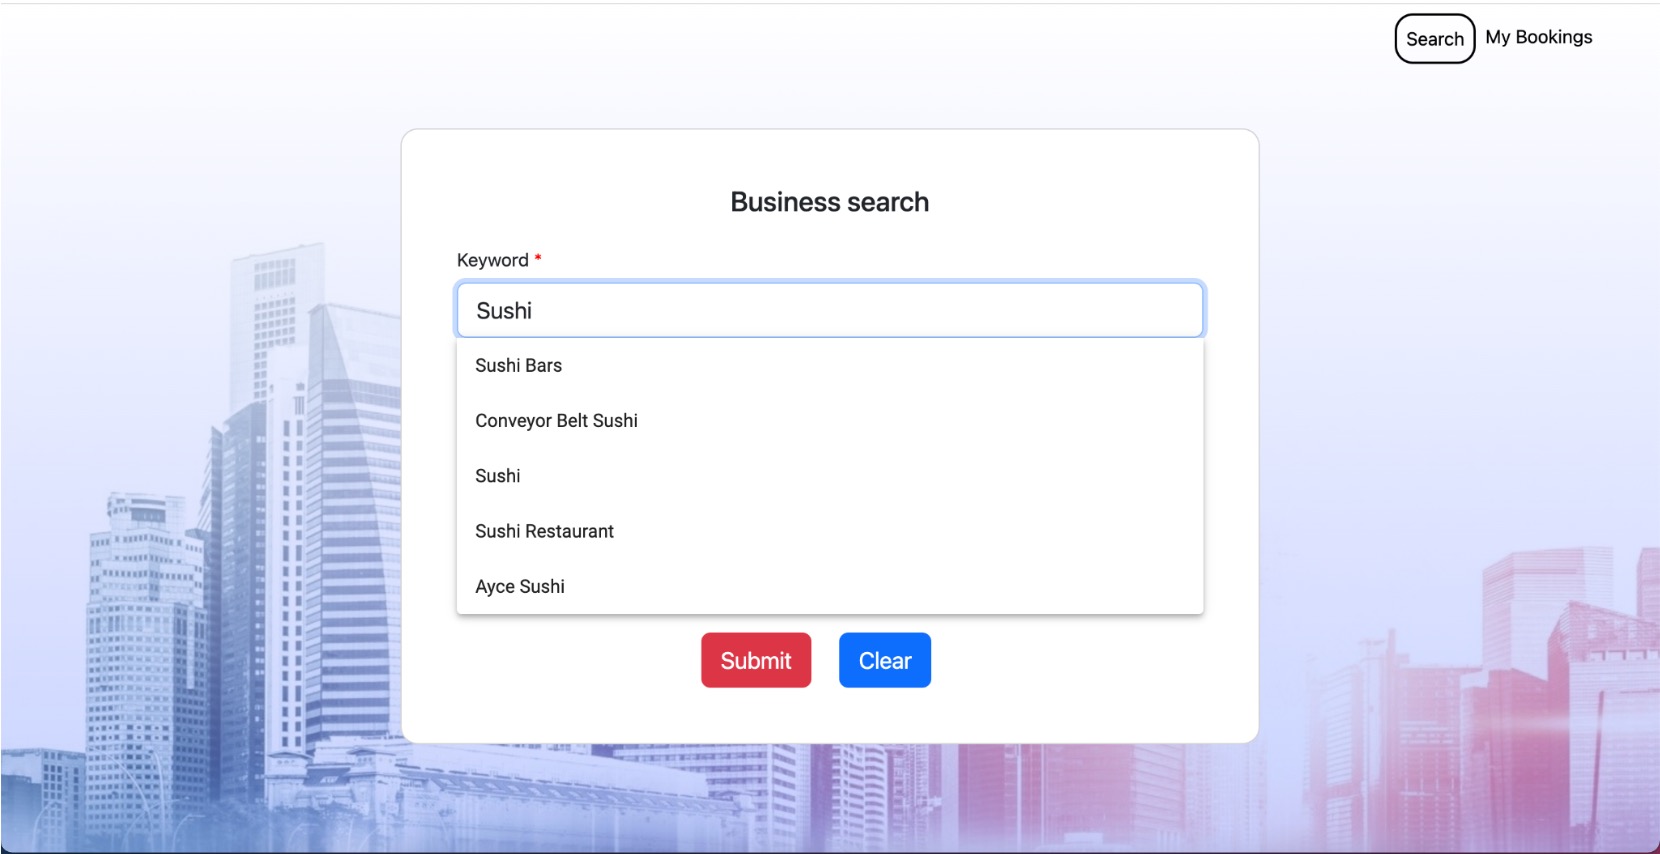 Search My Bookings
Business search
Keyword *
Sushi
Sushi Bars
Conveyor Belt Sushi
Sushi
Sushi Restaurant
Ayce Sushi
Submit Clear